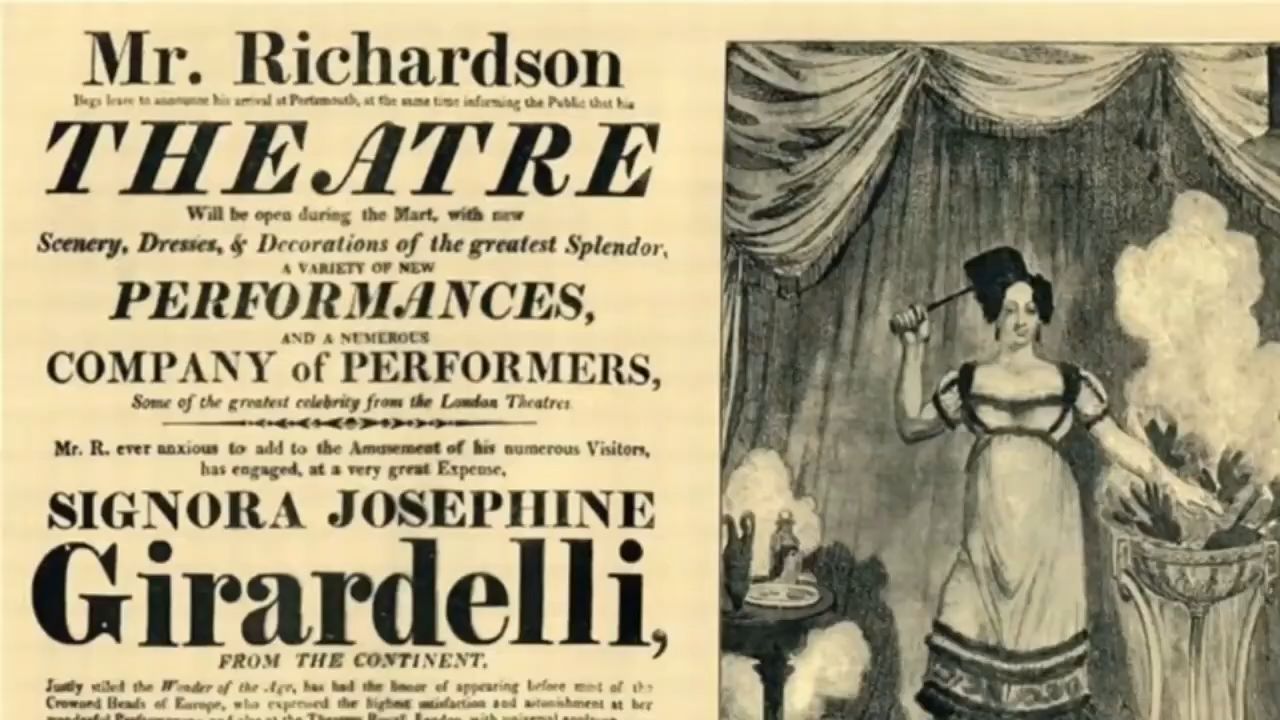 Mr. Richardson
Begs leave to announce his arrival at Portsmouth, at the same time informing the Public that his
THEATRE
Will be open during the Mart, with new
Scenery, Dresses, & Decorations of the greatest Splendor,
A VARIETY OF NEW
PERFORMANCES,
AND A NUMEROUS
COMPANY of PERFORMERS,
Some of the greatest celebrity from the London Theatres
Mr. R. ever anxious to add to the Amusement of his numerous Visitors,
has engaged, at a very great Expense,
SIGNORA JOSEPHINE
Girardelli,
FROM THE CONTINENT,
Justly stiled the Wonder of the Age, has had the honor of appearing before most of the
Crowned Heads of Europe, who expressed the highest satisfaction and astonishment at her